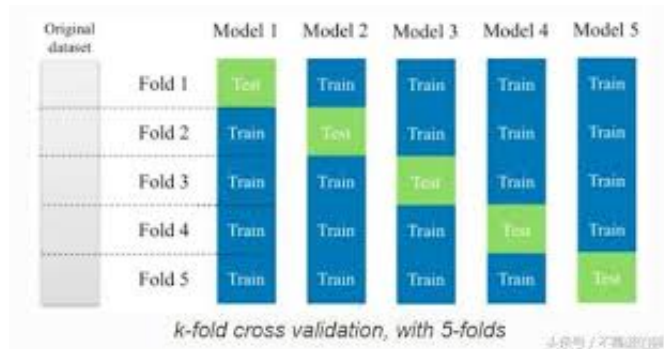 Original dataset
Model 1 Model 2 Model 3 Model 4 Model 5
Fold 1 Test Train Train Train Train
Fold 2 Train Test Train Train Train
Fold 3 Train Train Test Train Train
Fold 4 Train Train Train Test Train
Fold 5 Train Train Train Train Test
k-fold cross validation, with 5-folds